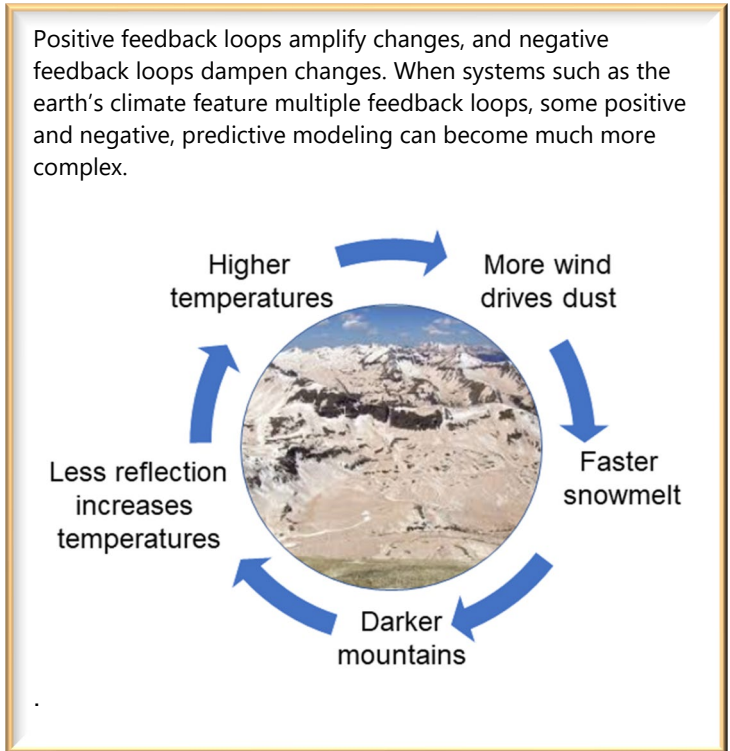 Positive feedback loops amplify changes, and negative
feedback loops dampen changes. When systems such as the
earth’s climate feature multiple feedback loops, some positive
and negative, predictive modeling can become much more
complex.
Higher
temperatures
More wind
drives dust
Faster
snowmelt
Darker
mountains
Less reflection
increases
temperatures
.